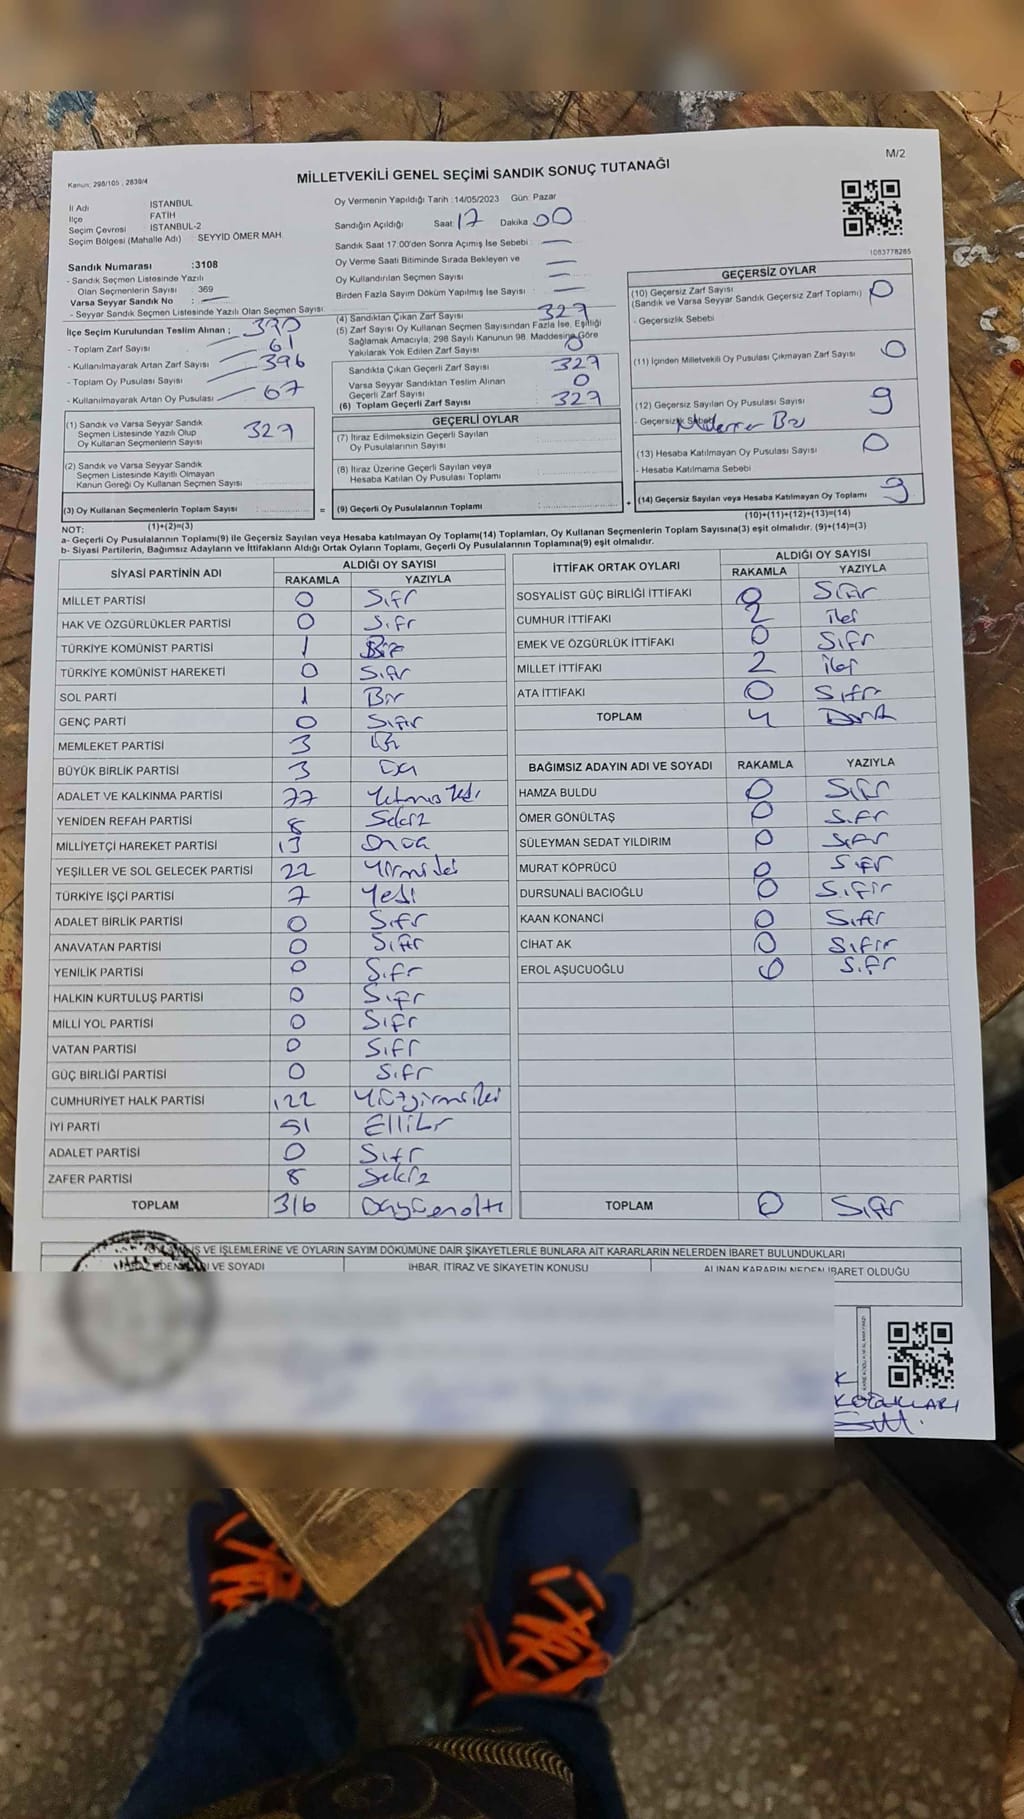 Kanun: 298/105 , 2839/4
M/2
MİLLETVEKİLİ GENEL SEÇİMİ SANDIK SONUÇ TUTANAĞI
İl Adı İSTANBUL
İlçe FATİH
Seçim Çevresi İSTANBUL-2
Seçim Bölgesi (Mahalle Adı) : SEYYİD ÖMER MAH.
Sandık Numarası :3108
- Sandık Seçmen Listesinde Yazılı
Olan Seçmenlerin Sayısı : 369
Varsa Seyyar Sandık No : —
- Seyyar Sandık Seçmen Listesinde Yazılı Olan Seçmen Sayısı:
İlçe Seçim Kurulundan Teslim Alınan ;
- Toplam Zarf Sayısı
- Kullanılmayarak Artan Zarf Sayısı 61
- Toplam Oy Pusulası Sayısı 396
- Kullanılmayarak Artan Oy Pusulası 67
(1) Sandık ve Varsa Seyyar Sandık
Seçmen Listesinde Yazılı Olup
Oy Kullanan Seçmenlerin Sayısı 327
(2) Sandık ve Varsa Seyyar Sandık
Seçmen Listesinde Kayıtlı Olmayan
Kanun Gereği Oy Kullanan Seçmen Sayısı
(3) Oy Kullanan Seçmenlerin Toplam Sayısı :
=
Oy Vermenin Yapıldığı Tarih :14/05/2023 Gün: Pazar
Sandığın Açıldığı Saat 17 Dakika 00
Sandık Saat 17:00'den Sonra Açılmış İse Sebebi : —
Oy Verme Saati Bitiminde Sırada Bekleyen ve
Oy Kullandırılan Seçmen Sayısı : —
Birden Fazla Sayım Döküm Yapılmış İse Sayısı : —
(4) Sandıktan Çıkan Zarf Sayısı 327
(5) Zarf Sayısı Oy Kullanan Seçmen Sayısından Fazla İse, Eşitliği
Sağlamak Amacıyla; 298 Sayılı Kanunun 98. Maddesine Göre
Yakılarak Yok Edilen Zarf Sayısı 0
Sandıkta Çıkan Geçerli Zarf Sayısı 327
Varsa Seyyar Sandıktan Teslim Alınan
Geçerli Zarf Sayısı 0
(6) Toplam Geçerli Zarf Sayısı 327
GEÇERLİ OYLAR
(7) İtiraz Edilmeksizin Geçerli Sayılan
Oy Pusulalarının Sayısı
(8) İtiraz Üzerine Geçerli Sayılan veya
Hesaba Katılan Oy Pusulası Toplamı
(9) Geçerli Oy Pusulalarının Toplamı
+
1083778265
GEÇERSİZ OYLAR
(10) Geçersiz Zarf Sayısı
(Sandık ve Varsa Seyyar Sandık Geçersiz Zarf Toplamı) 0
- Geçersizlik Sebebi
(11) İçinden Milletvekili Oy Pusulası Çıkmayan Zarf Sayısı 0
(12) Geçersiz Sayılan Oy Pusulası Sayısı 9
- Geçersizlik Sebebi
(13) Hesaba Katılmayan Oy Pusulası Sayısı 0
- Hesaba Katılmama Sebebi
(14) Geçersiz Sayılan veya Hesaba Katılmayan Oy Toplamı 9
(10)+(11)+(12)+(13)=(14)
NOT: (1)+(2)=(3)
a- Geçerli Oy Pusulalarının Toplamı(9) ile Geçersiz Sayılan veya Hesaba katılmayan Oy Toplamı(14) Toplamları, Oy Kullanan Seçmenlerin Toplam Sayısına(3) eşit olmalıdır. (9)+(14)=(3)
b- Siyasi Partilerin, Bağımsız Adayların ve İttifakların Aldığı Ortak Oyların Toplamı, Geçerli Oy Pusulalarının Toplamına(9) eşit olmalıdır.
SİYASİ PARTİNİN ADI ALDIĞI OY SAYISI
RAKAMLA YAZIYLA
MİLLET PARTİSİ 0 Sıfr
HAK VE ÖZGÜRLÜKLER PARTİSİ 0 Sıfr
TÜRKİYE KOMÜNİST PARTİSİ 1 Bir
TÜRKİYE KOMÜNİST HAREKETİ 0 Sıfr
SOL PARTİ 1 Bir
GENÇ PARTİ 0 Sıfır
MEMLEKET PARTİSİ 3 Üç
BÜYÜK BİRLİK PARTİSİ 3
ADALET VE KALKINMA PARTİSİ 77 Yetmiş Yedi
YENİDEN REFAH PARTİSİ 8 Sekiz
MİLLİYETÇİ HAREKET PARTİSİ 13 Onüç
YEŞİLLER VE SOL GELECEK PARTİSİ 22 Yirmi iki
TÜRKİYE İŞÇİ PARTİSİ 7 Yedi
ADALET BİRLİK PARTİSİ 0 Sıfr
ANAVATAN PARTİSİ 0 Sıfır
YENİLİK PARTİSİ 0 Sıfr
HALKIN KURTULUŞ PARTİSİ 0 Sıfr
MİLLİ YOL PARTİSİ 0 Sıfr
VATAN PARTİSİ 0 Sıfr
GÜÇ BİRLİĞİ PARTİSİ 0 Sıfr
CUMHURİYET HALK PARTİSİ 122 Yüzyirmiiki
İYİ PARTİ 51 Ellibir
ADALET PARTİSİ 0 Sıfr
ZAFER PARTİSİ 8 Sekiz
TOPLAM 316 Üçyüzonaltı
İTTİFAK ORTAK OYLARI ALDIĞI OY SAYISI
RAKAMLA YAZIYLA
SOSYALİST GÜÇ BİRLİĞİ İTTİFAKI 0 Sıfır
CUMHUR İTTİFAKI 2 iki
EMEK VE ÖZGÜRLÜK İTTİFAKI 0 Sıfr
MİLLET İTTİFAKI 2 iki
ATA İTTİFAKI 0 Sıfr
TOPLAM 4 Dört
BAĞIMSIZ ADAYIN ADI VE SOYADI RAKAMLA YAZIYLA
HAMZA BULDU 0 Sıfr
ÖMER GÖNÜLTAŞ 0 Sıfr
SÜLEYMAN SEDAT YILDIRIM 0 Sıfr
MURAT KÖPRÜCÜ 0 Sıfr
DURSUNALİ BACIOĞLU 0 Sıfır
KAAN KONANCİ 0 Sıfır
CİHAT AK 0 Sıfır
EROL AŞUCUOĞLU 0 Sıfr
TOPLAM 0 Sıfır
VE İŞLEMLERİNE VE OYLARIN SAYIM DÖKÜMÜNE DAİR ŞİKAYETLERLE BUNLARA AİT KARARLARIN NELERDEN İBARET BULUNDUKLARI
VE SOYADI
İHBAR, İTİRAZ VE ŞİKAYETİN KONUSU
ALINAN KARARIN NEDEN İBARET OLDUĞU